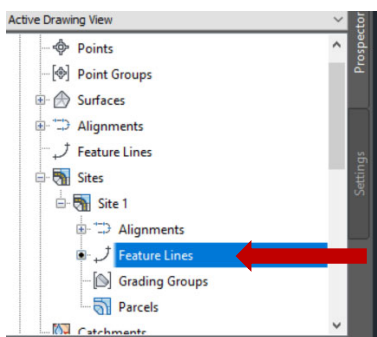 Active Drawing View
Points
Point Groups
Surfaces
Alignments
Feature Lines
Sites
Site 1
Alignments
Feature Lines
Grading Groups
Parcels
Catchments
Prospector
Settings